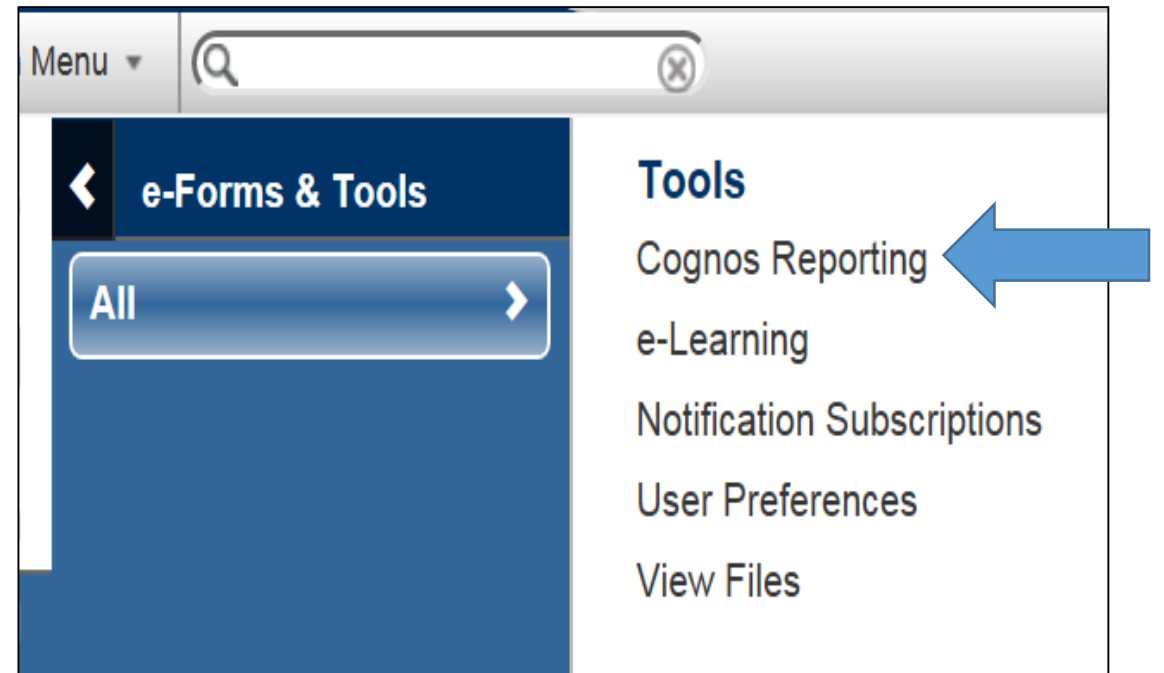 Menu
e-Forms & Tools
All
Tools
Cognos Reporting
e-Learning
Notification Subscriptions
User Preferences
View Files